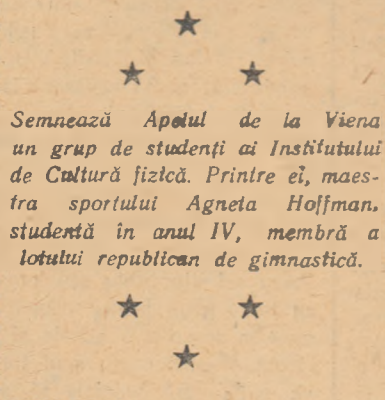 Semnează Apelul de la Viena
un grup de studenți ai Institutului
de Cultură fizică. Printre ei, maes-
tra sportului Agneta Hoffman,
studentă în anul IV, membră a
lotului republican de gimnastică.